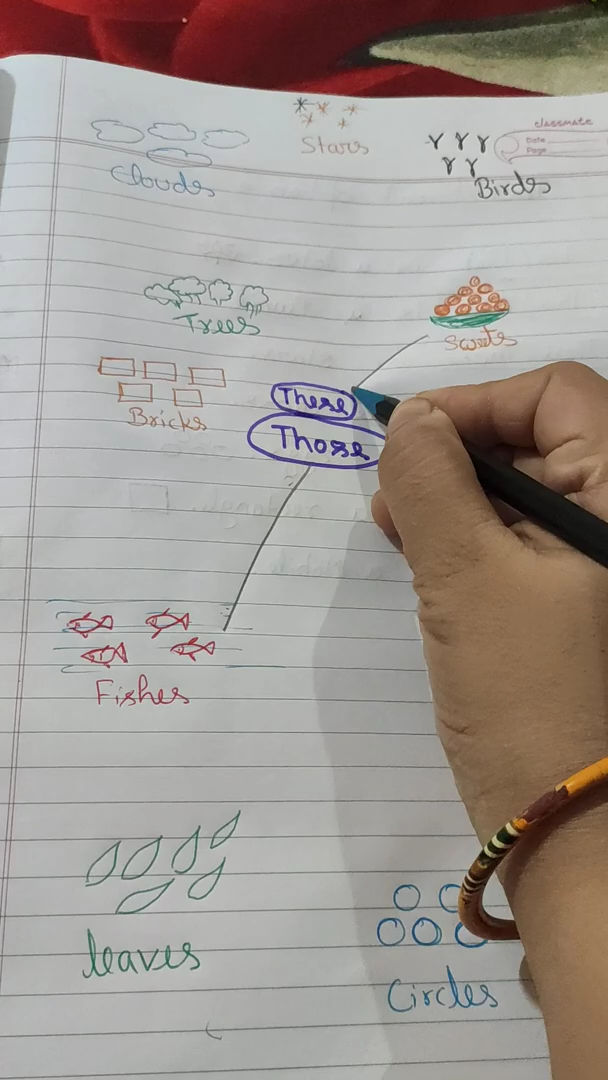 classmate
Date
Page
Stars
Clouds
Birds
Trees
Sweets
Bricks
These
Those
Fishes
leaves
Circles